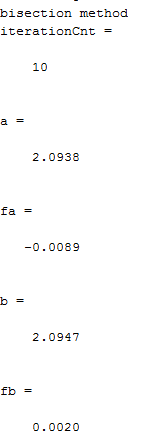 bisection method
iterationCnt =
10
a =
2.0938
fa =
-0.0089
b =
2.0947
fb =
0.0020